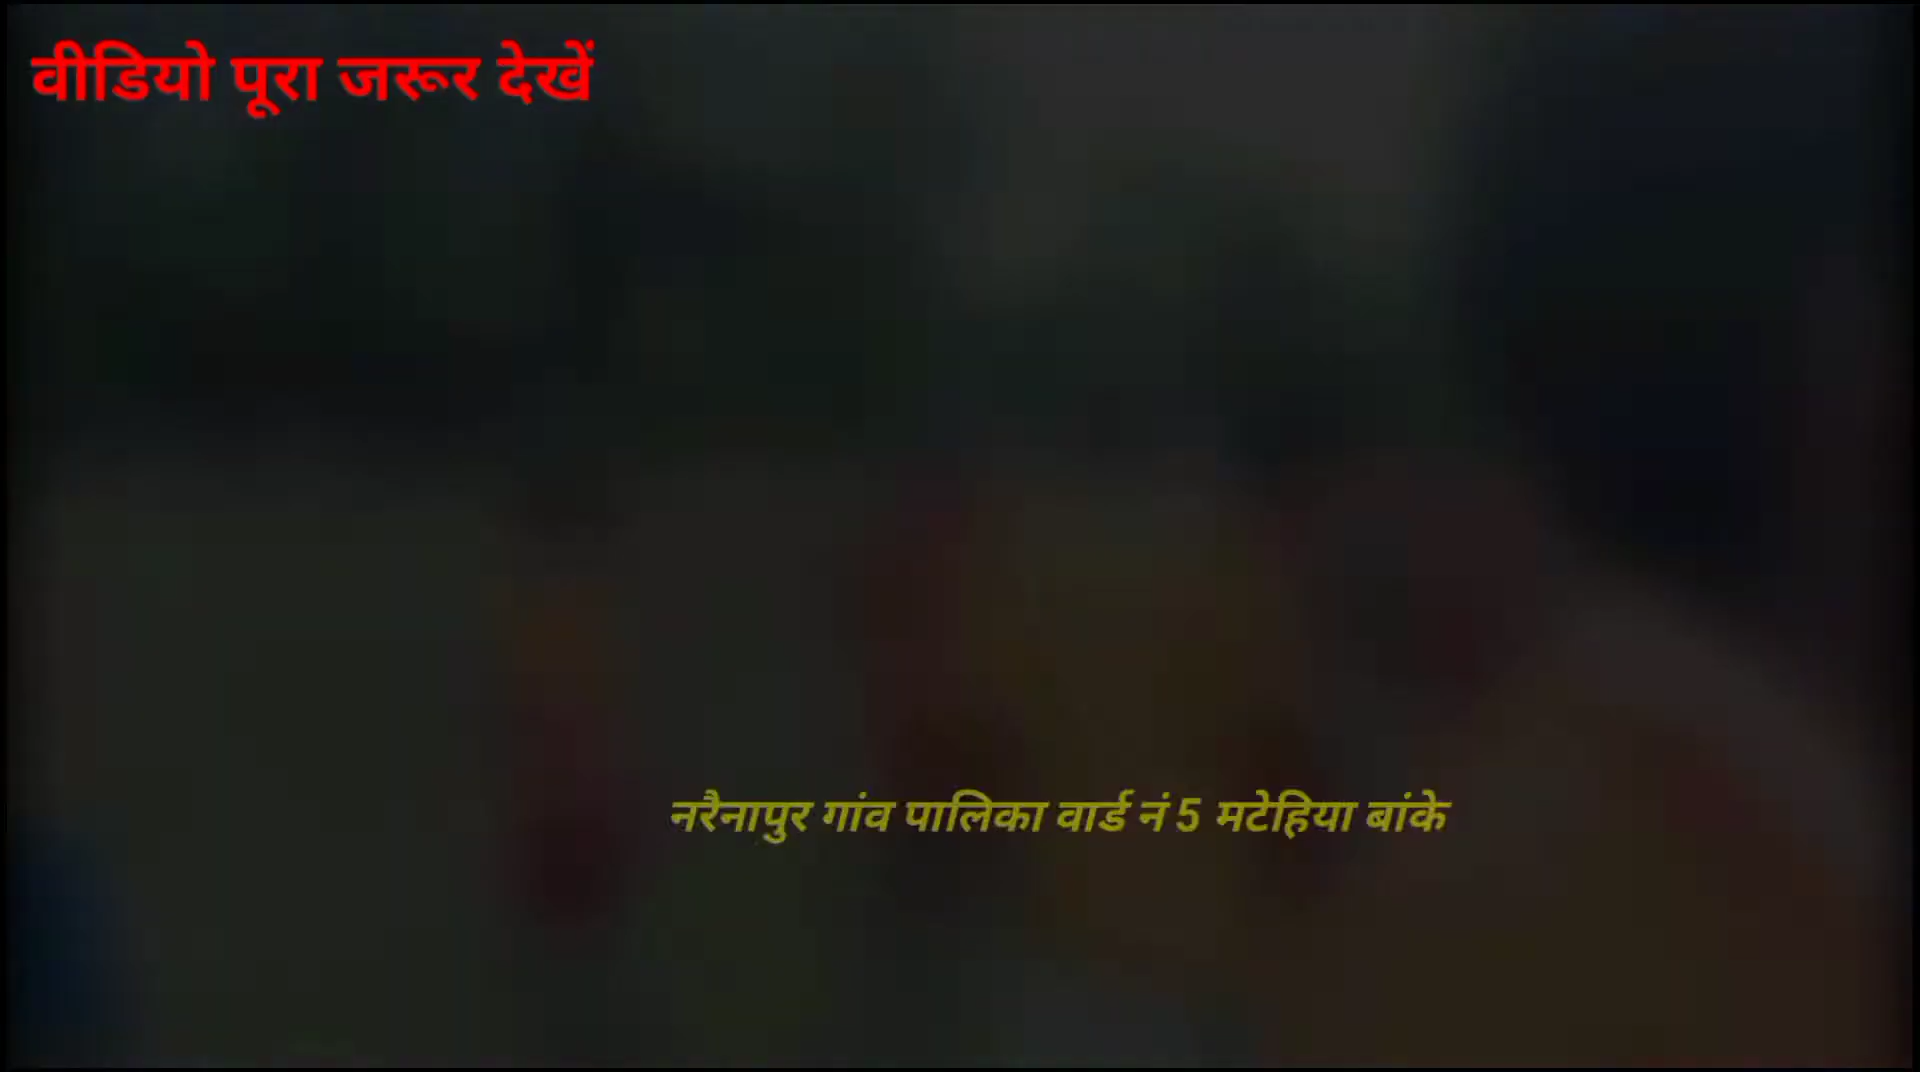 वीडियो पूरा जरूर देखें
नरैनापुर गांव पालिका वार्ड नं 5 मटेहिया बांके